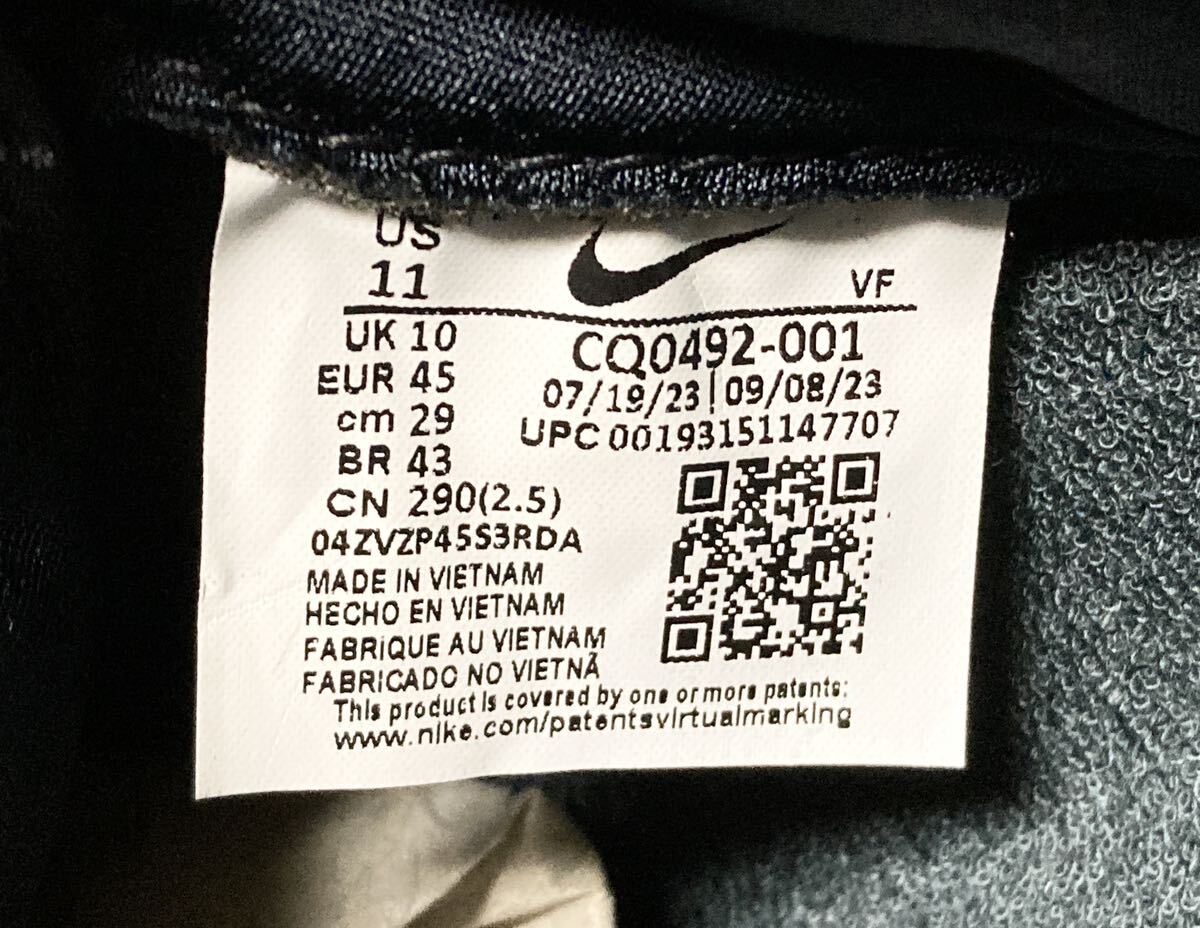 US
11
VF
UK 10
EUR 45
cm 29
BR 43
CN 290(2.5)
CQ0492-001
07/19/23|09/08/23
UPC 00193151147707
04ZVZP45S3RDA
MADE IN VIETNAM
HECHO EN VIETNAM
FABRIQUE AU VIETNAM
FABRICADO NO VIETNÃ
This product is covered by one or more patents:
www.nike.com/patentsvirtualmarking